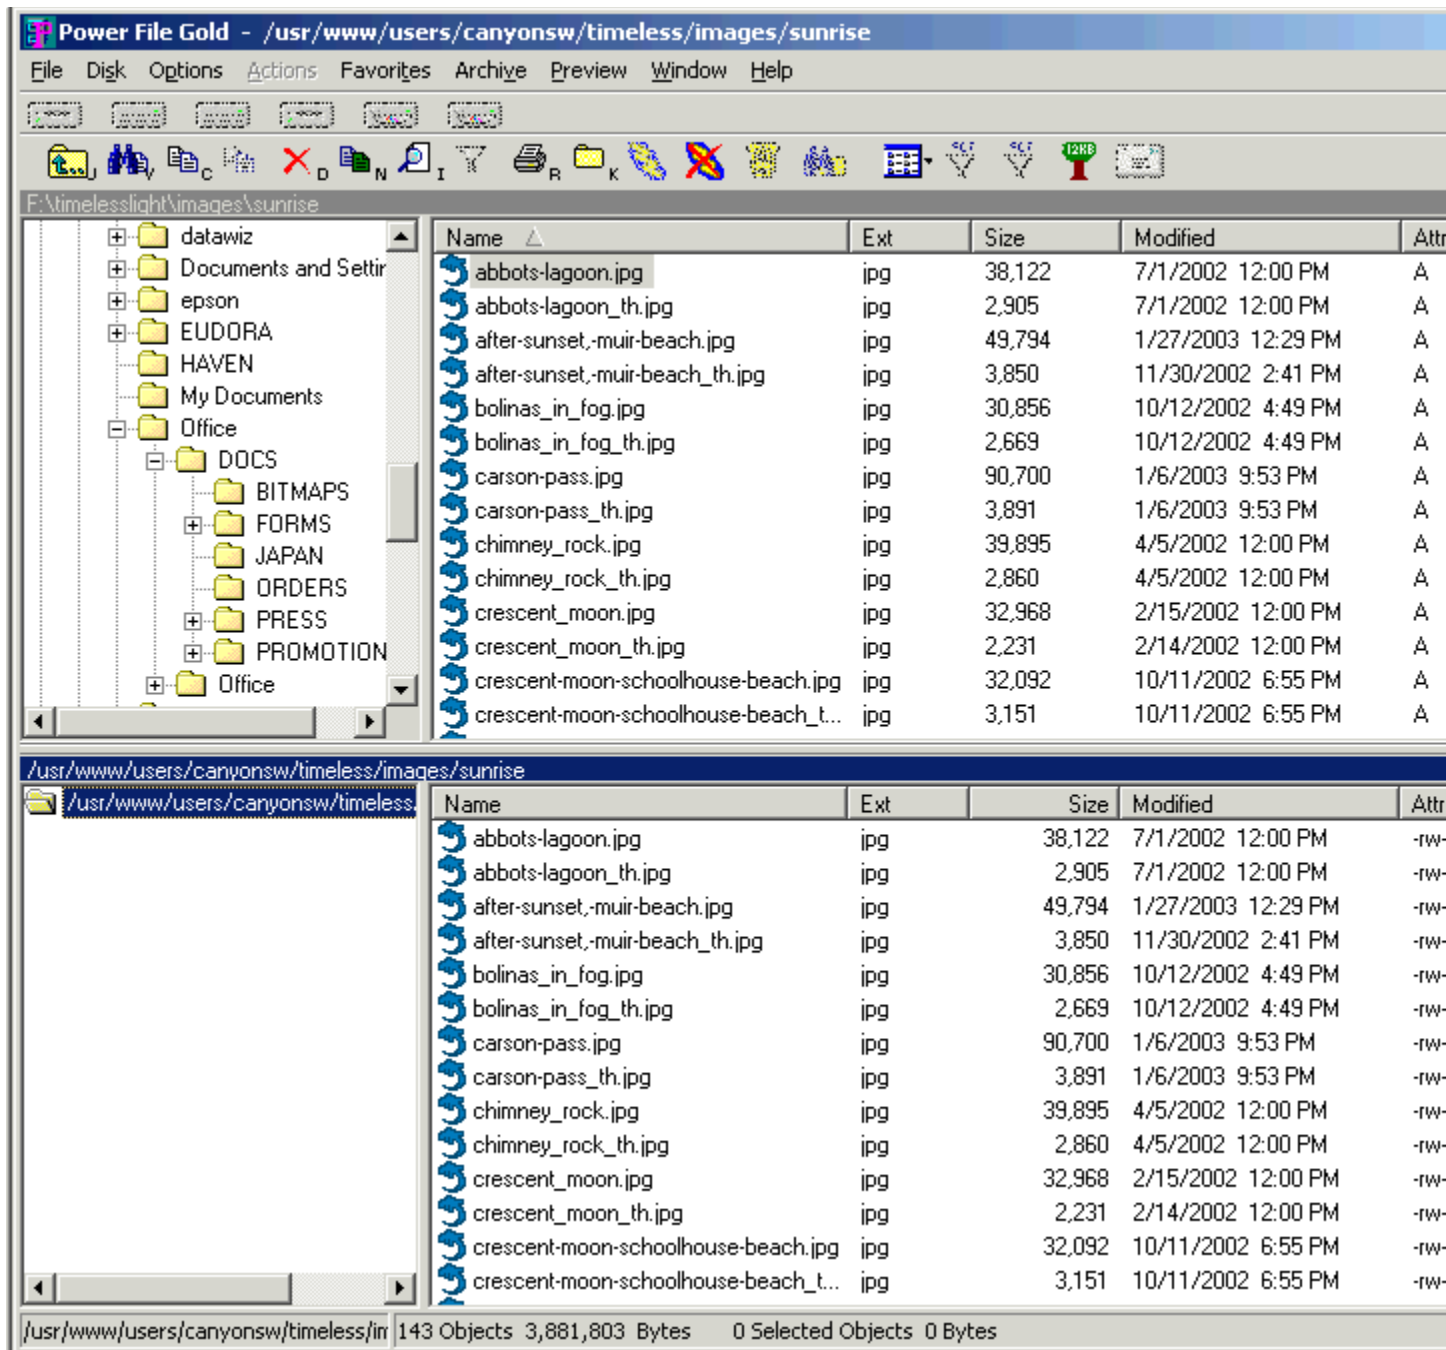 Power File Gold - /usr/www/users/canyonsw/timeless/images/sunrise
File Disk Options Actions Favorites Archive Preview Window Help
J V C D N I R K 12KB
F:\timelesslight\images\sunrise
datawiz
Documents and Settir
epson
EUDORA
HAVEN
My Documents
Office
DOCS
BITMAPS
FORMS
JAPAN
ORDERS
PRESS
PROMOTION
Office
Name Ext Size Modified Attr
abbots-lagoon.jpg jpg 38,122 7/1/2002 12:00 PM A
abbots-lagoon_th.jpg jpg 2,905 7/1/2002 12:00 PM A
after-sunset,-muir-beach.jpg jpg 49,794 1/27/2003 12:29 PM A
after-sunset,-muir-beach_th.jpg jpg 3,850 11/30/2002 2:41 PM A
bolinas_in_fog.jpg jpg 30,856 10/12/2002 4:49 PM A
bolinas_in_fog_th.jpg jpg 2,669 10/12/2002 4:49 PM A
carson-pass.jpg jpg 90,700 1/6/2003 9:53 PM A
carson-pass_th.jpg jpg 3,891 1/6/2003 9:53 PM A
chimney_rock.jpg jpg 39,895 4/5/2002 12:00 PM A
chimney_rock_th.jpg jpg 2,860 4/5/2002 12:00 PM A
crescent_moon.jpg jpg 32,968 2/15/2002 12:00 PM A
crescent_moon_th.jpg jpg 2,231 2/14/2002 12:00 PM A
crescent-moon-schoolhouse-beach.jpg jpg 32,092 10/11/2002 6:55 PM A
crescent-moon-schoolhouse-beach_t... jpg 3,151 10/11/2002 6:55 PM A
/usr/www/users/canyonsw/timeless/images/sunrise
/usr/www/users/canyonsw/timeless.
Name Ext Size Modified Attr
abbots-lagoon.jpg jpg 38,122 7/1/2002 12:00 PM -rw-
abbots-lagoon_th.jpg jpg 2,905 7/1/2002 12:00 PM -rw-
after-sunset,-muir-beach.jpg jpg 49,794 1/27/2003 12:29 PM -rw-
after-sunset,-muir-beach_th.jpg jpg 3,850 11/30/2002 2:41 PM -rw-
bolinas_in_fog.jpg jpg 30,856 10/12/2002 4:49 PM -rw-
bolinas_in_fog_th.jpg jpg 2,669 10/12/2002 4:49 PM -rw-
carson-pass.jpg jpg 90,700 1/6/2003 9:53 PM -rw-
carson-pass_th.jpg jpg 3,891 1/6/2003 9:53 PM -rw-
chimney_rock.jpg jpg 39,895 4/5/2002 12:00 PM -rw-
chimney_rock_th.jpg jpg 2,860 4/5/2002 12:00 PM -rw-
crescent_moon.jpg jpg 32,968 2/15/2002 12:00 PM -rw-
crescent_moon_th.jpg jpg 2,231 2/14/2002 12:00 PM -rw-
crescent-moon-schoolhouse-beach.jpg jpg 32,092 10/11/2002 6:55 PM -rw-
crescent-moon-schoolhouse-beach_t... jpg 3,151 10/11/2002 6:55 PM -rw-
/usr/www/users/canyonsw/timeless/im 143 Objects 3,881,803 Bytes 0 Selected Objects 0 Bytes